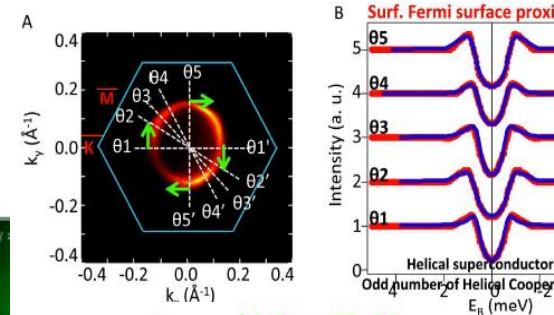 A
0.4
0.2
0.0
-0.2
-0.4
k_y (Å⁻¹)
M
K
θ5
θ4
θ3
θ2
θ1
θ1'
θ2'
θ3'
θ4'
θ5'
-0.4 -0.2 0.0 0.2 0.4
(Å⁻¹)
B
Surf. Fermi surface proxi
Intensity (a. u.)
5
4
3
2
1
0
θ5
θ4
θ3
θ2
θ1
Helical superconductor
Odd number of Helical Cooper
4 0 -2
E_B (meV)